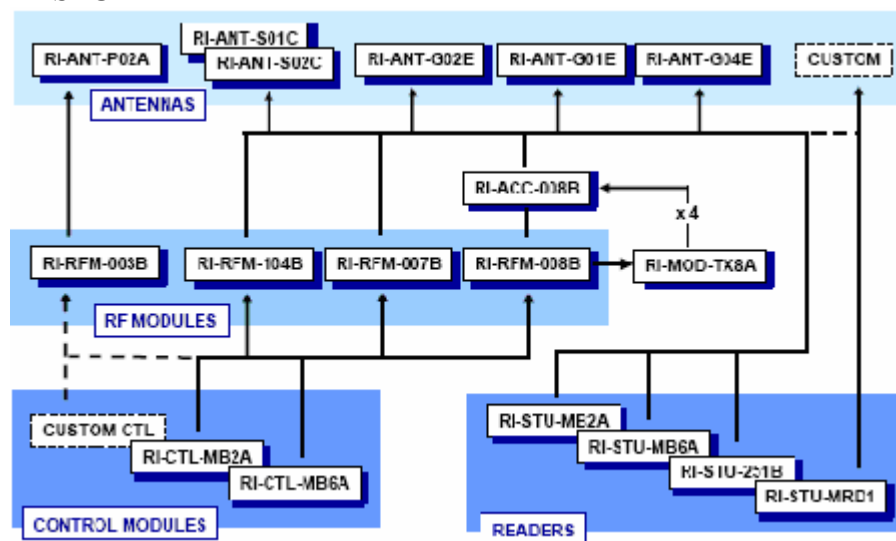 RI-ANT-P02A
RI-ANT-S01C
RI-ANT-S02C
RI-ANT-G02E
RI-ANT-G01E
RI-ANT-G04E
CUSTOM
ANTENNAS
RI-ACC-008B
x 4
RI-RFM-003B
RI-RFM-104B
RI-RFM-007B
RI-RFM-008B
RI-MOD-TX8A
RF MODULES
CUSTOM CTL
RI-CTL-MB2A
RI-CTL-MB6A
CONTROL MODULES
RI-STU-ME2A
RI-STU-MB6A
RI-STU-251B
RI-STU-MRD1
READERS